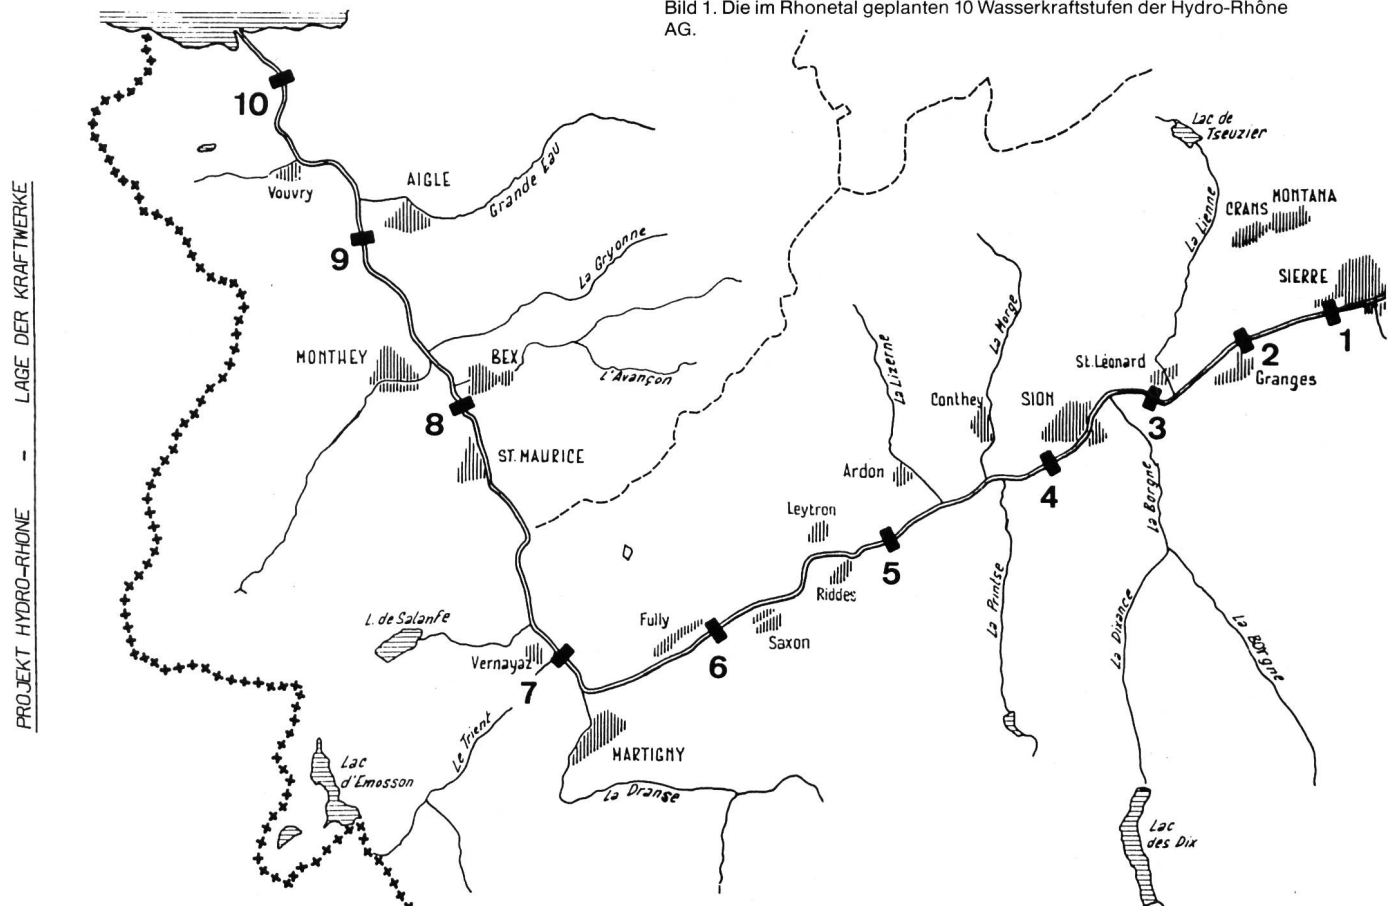 Bild 1. Die im Rhonetal geplanten 10 Wasserkraftstufen der Hydro-Rhône
AG.
PROJEKT HYDRO-RHONE - LAGE DER KRAFTWERKE
10
Vouvry
AIGLE
Grande Eau
9
La Gryonne
MONTHEY
BEX
L'Avançon
8
ST. MAURICE
L. de Salanfe
Vernayaz
7
Le Trient
Lac
d'Emosson
MARTIGNY
La Dranse
Fully
6
Saxon
Leytron
Riddes
5
Ardon
La Lizerne
Conthey
La Morge
SION
4
La Printse
St. Léonard
3
La Borgne
La Dixance
La BOrgne
Lac
des Dix
Lac de
Tseuzier
La Lienne
CRANS MONTANA
SIERRE
2
Granges
1